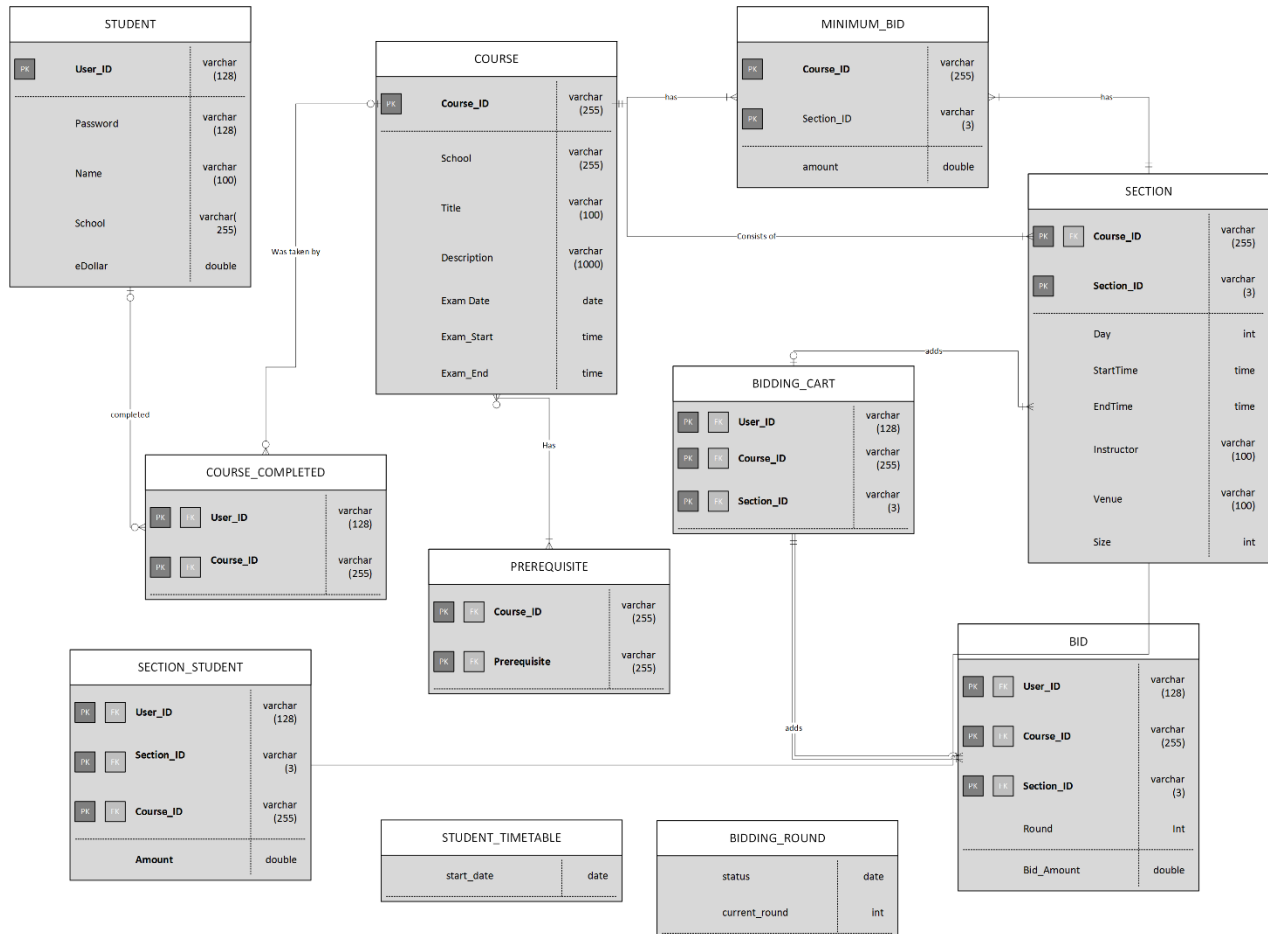 STUDENT
PK User_ID varchar
(128)
Password varchar
(128)
Name varchar
(100)
School varchar(
255)
eDollar double
COURSE
PK Course_ID varchar
(255)
School varchar
(255)
Title varchar
(100)
Description varchar
(1000)
Exam Date date
Exam_Start time
Exam_End time
MINIMUM_BID
PK Course_ID varchar
(255)
PK Section_ID varchar
(3)
amount double
has
has
SECTION
PK FK Course_ID varchar
(255)
PK Section_ID varchar
(3)
Day int
StartTime time
EndTime time
Instructor varchar
(100)
Venue varchar
(100)
Size int
Consists of
Was taken by
adds
BIDDING_CART
PK FK User_ID varchar
(128)
PK FK Course_ID varchar
(255)
PK FK Section_ID varchar
(3)
completed
Has
COURSE_COMPLETED
PK FK User_ID varchar
(128)
PK FK Course_ID varchar
(255)
PREREQUISITE
PK FK Course_ID varchar
(255)
PK FK Prerequisite varchar
(255)
BID
PK FK User_ID varchar
(128)
PK FK Course_ID varchar
(255)
PK FK Section_ID varchar
(3)
Round Int
Bid_Amount double
adds
SECTION_STUDENT
PK FK User_ID varchar
(128)
PK FK Section_ID varchar
(3)
PK FK Course_ID varchar
(255)
Amount double
STUDENT_TIMETABLE
start_date date
BIDDING_ROUND
status date
current_round int